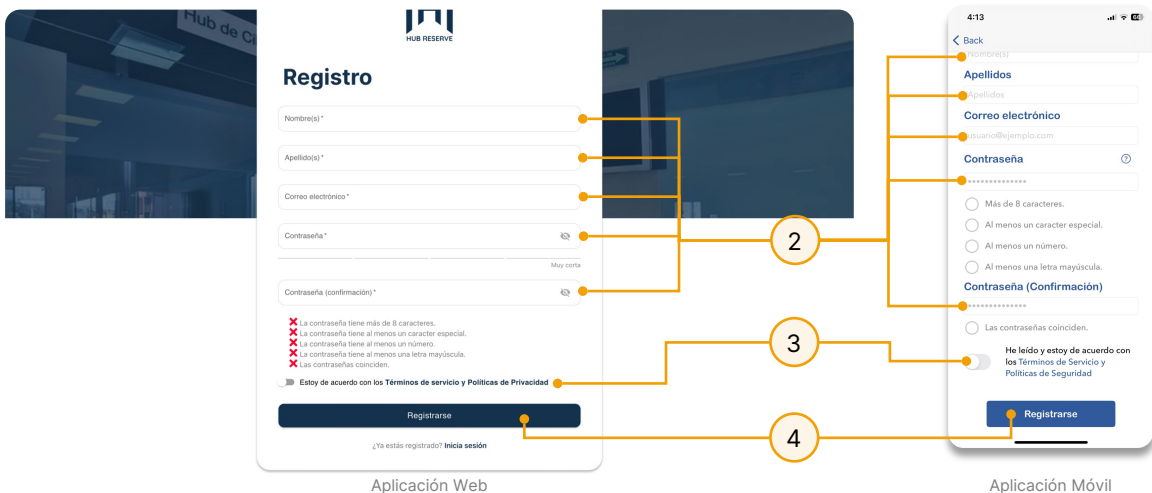 Hub de Ci
HUB RESERVE
Registro
Nombre(s) *
Apellido(s) *
Correo electrónico *
Contraseña *
Muy corta
Contraseña (confirmación) *
La contraseña tiene más de 8 caracteres.
La contraseña tiene al menos un caracter especial.
La contraseña tiene al menos un número.
La contraseña tiene al menos una letra mayúscula.
Las contraseñas coinciden.
Estoy de acuerdo con los Términos de servicio y Políticas de Privacidad
Registrarse
¿Ya estás registrado? Inicia sesión
Aplicación Web
2
3
4
4:13
Back
Nombre(s)
Apellidos
Apellidos
Correo electrónico
usuario@ejemplo.com
Contraseña
Más de 8 caracteres.
Al menos un caracter especial.
Al menos un número.
Al menos una letra mayúscula.
Contraseña (Confirmación)
Las contraseñas coinciden.
He leído y estoy de acuerdo con
los Términos de Servicio y
Políticas de Seguridad
Registrarse
Aplicación Móvil